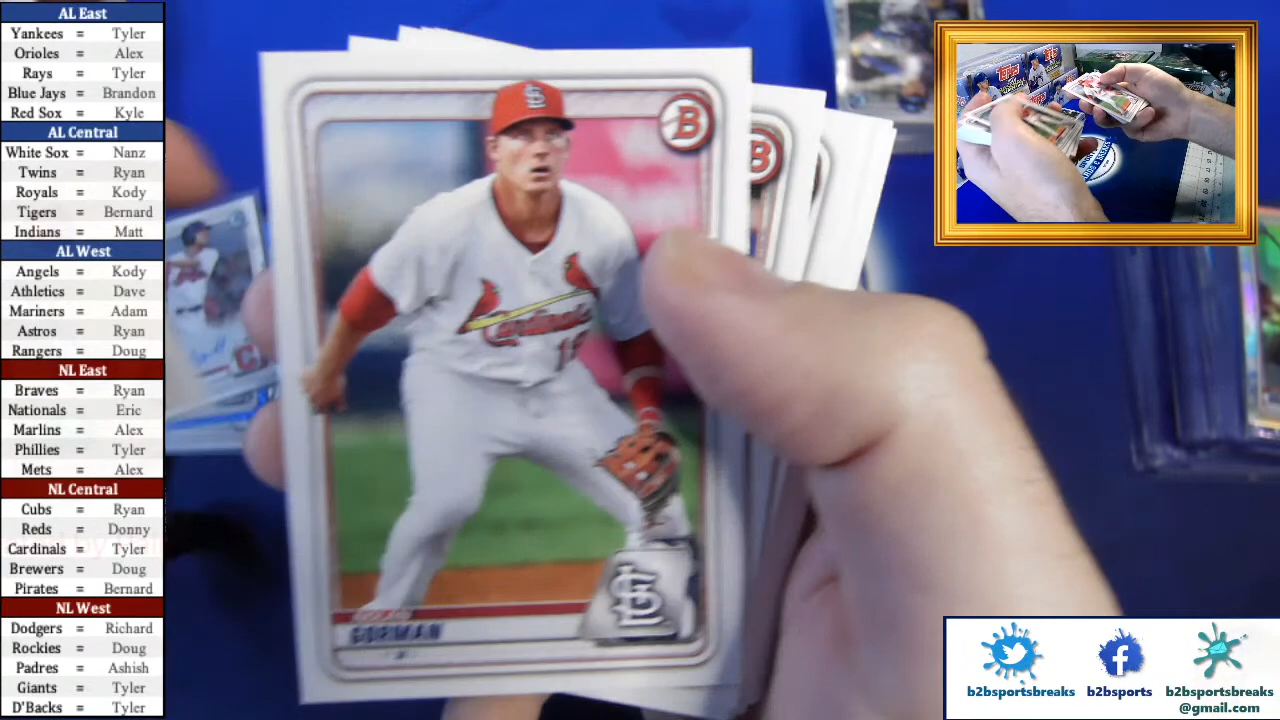 AL East
Yankees = Tyler
Orioles = Alex
Rays = Tyler
Blue Jays = Brandon
Red Sox = Kyle
AL Central
White Sox = Nanz
Twins = Ryan
Royals = Kody
Tigers = Bernard
Indians = Matt
AL West
Angels = Kody
Athletics = Dave
Mariners = Adam
Astros = Ryan
Rangers = Doug
NL East
Braves = Ryan
Nationals = Eric
Marlins = Alex
Phillies = Tyler
Mets = Alex
NL Central
Cubs = Ryan
Reds = Donny
Cardinals = Tyler
Brewers = Doug
Pirates = Bernard
NL West
Dodgers = Richard
Rockies = Doug
Padres = Ashish
Giants = Tyler
D'Backs = Tyler
StL
B
B
Cardinals
StL
GORMAN
Topps
b2bsportsbreaks
b2bsports
b2bsportsbreaks
@gmail.com